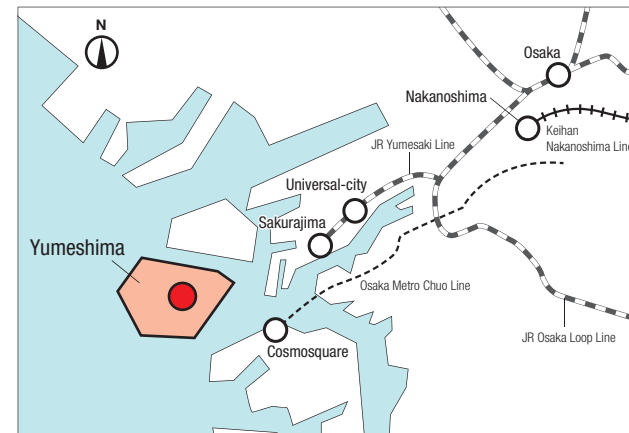 N
Osaka
Nakanoshima
Keihan
Nakanoshima Line
JR Yumesaki Line
Universal-city
Sakurajima
Yumeshima
Osaka Metro Chuo Line
JR Osaka Loop Line
Cosmosquare